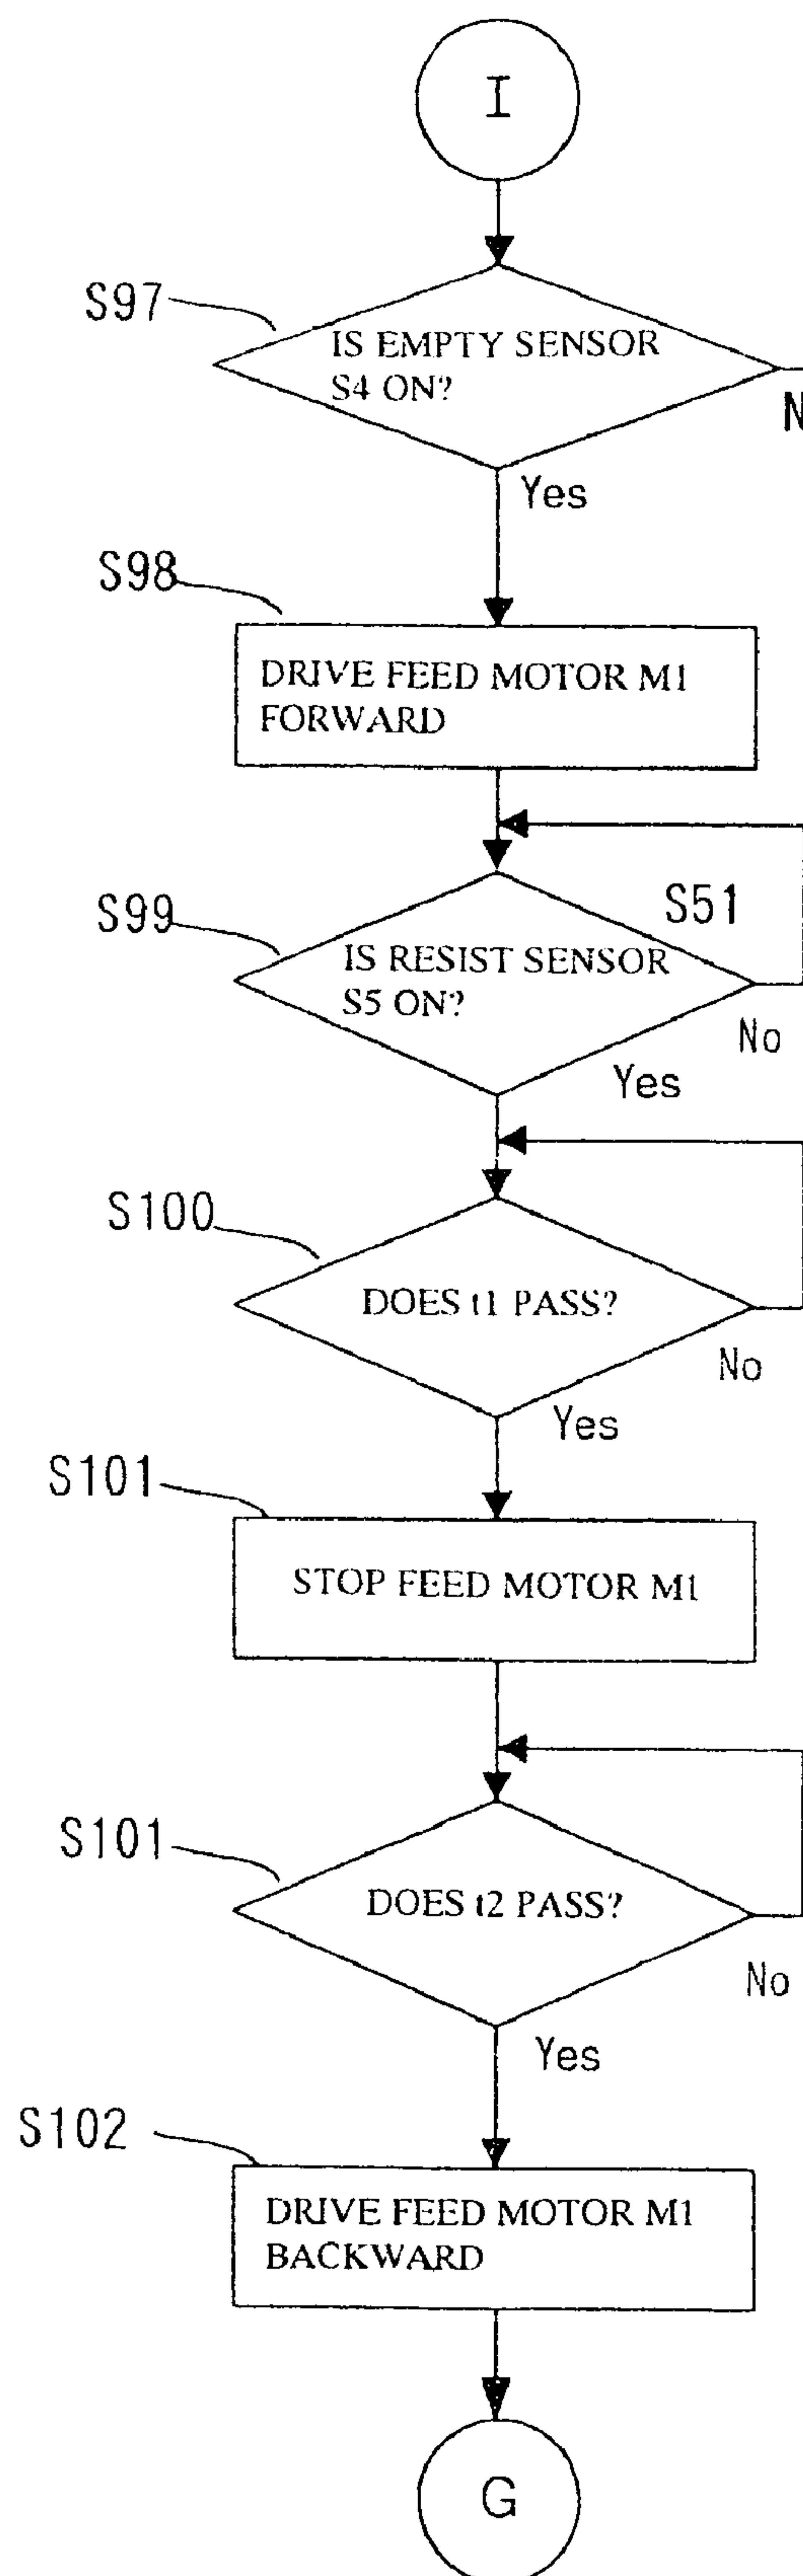 I
S97
IS EMPTY SENSOR
S4 ON?
N
Yes
S98
DRIVE FEED MOTOR M1
FORWARD
S99
S51
IS RESIST SENSOR
S5 ON?
No
Yes
S100
DOES t1 PASS?
No
Yes
S101
STOP FEED MOTOR M1
S101
DOES t2 PASS?
No
Yes
S102
DRIVE FEED MOTOR M1
BACKWARD
G